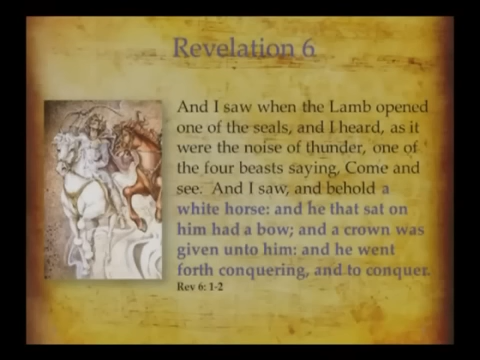 Revelation 6
And I saw when the Lamb opened
one of the seals, and I heard, as it
were the noise of thunder, one of
the four beasts saying, Come and
see. And I saw, and behold a
white horse: and he that sat on
him had a bow; and a crown was
given unto him: and he went
forth conquering, and to conquer.
Rev 6: 1-2